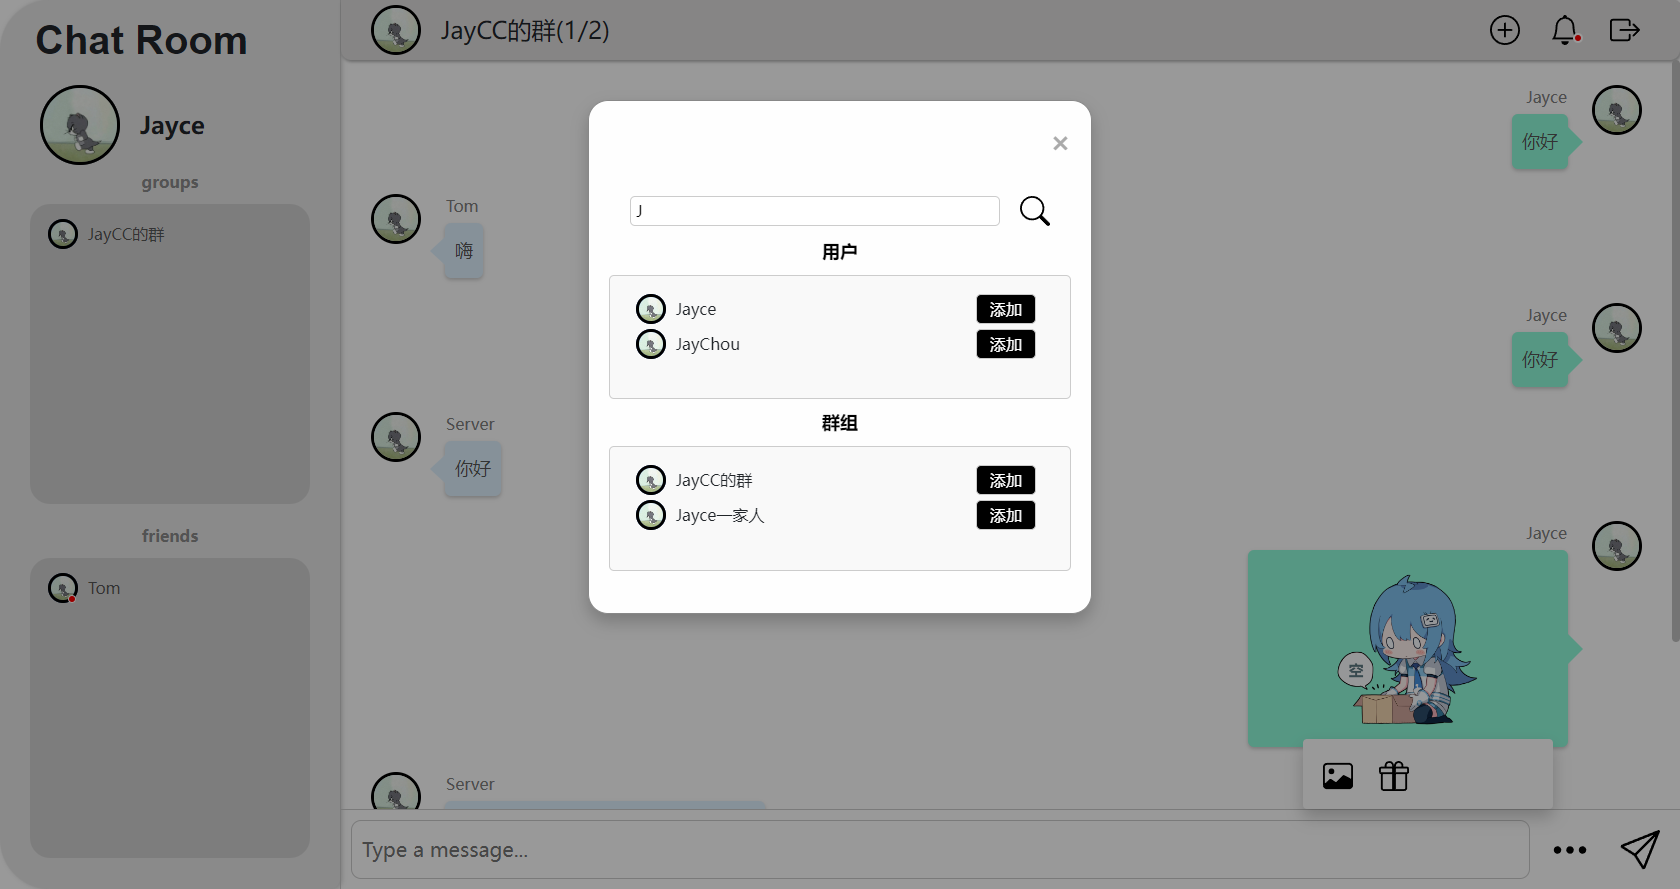 Chat Room
Jayce
groups
JayCC的群
friends
Tom
JayCC的群(1/2)
Jayce
你好
Tom
嗨
Jayce
你好
Server
你好
Jayce
空
Server
Type a message...
×
J
用户
Jayce 添加
JayChou 添加
群组
JayCC的群 添加
Jayce一家人 添加